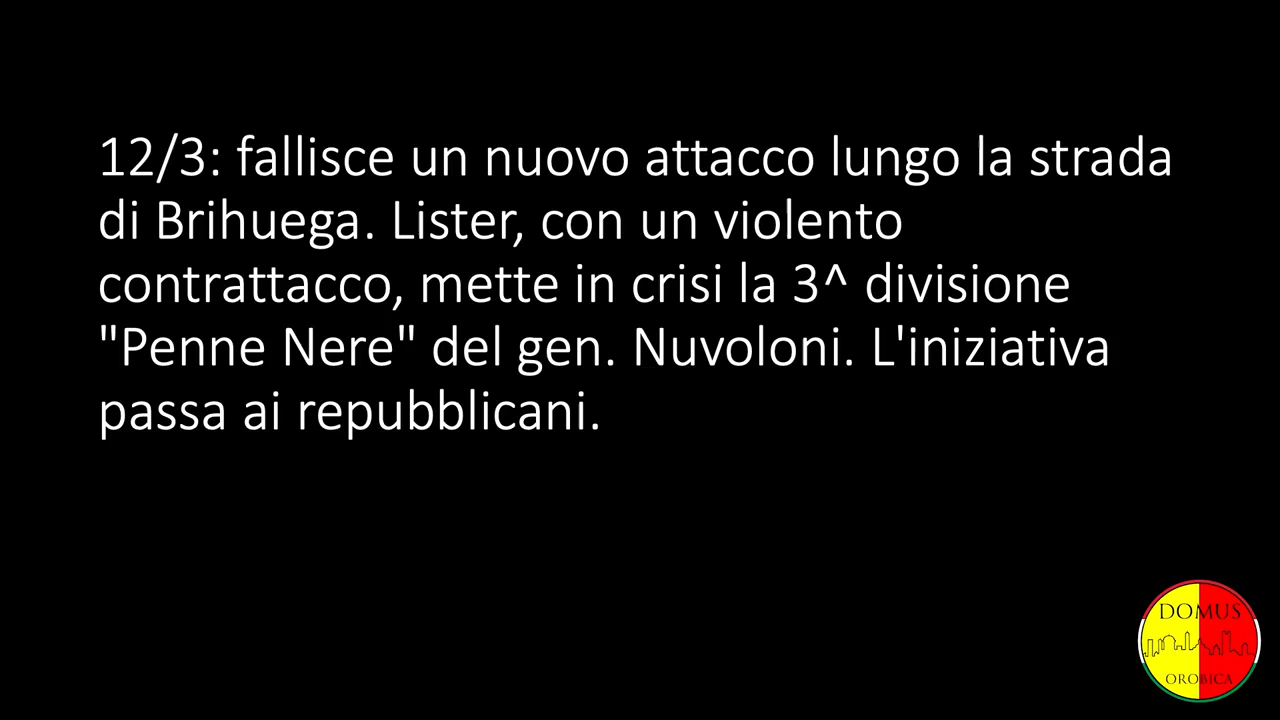 12/3: fallisce un nuovo attacco lungo la strada
di Brihuega. Lister, con un violento
contrattacco, mette in crisi la 3^ divisione
"Penne Nere" del gen. Nuvoloni. L'iniziativa
passa ai repubblicani.
DOMUS
OROBICA